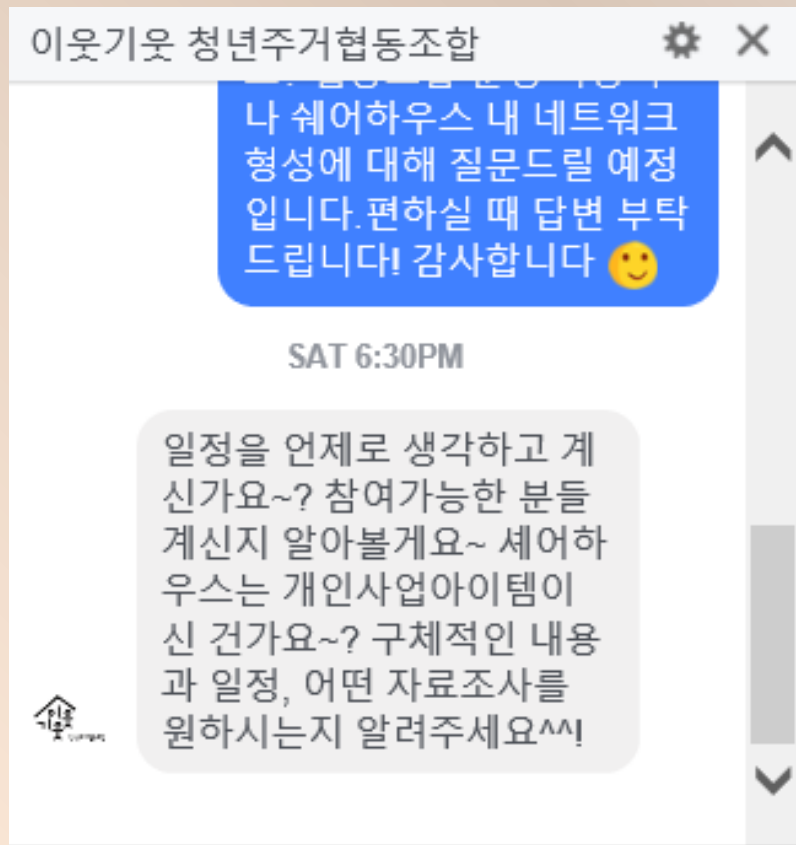 이웃기웃 청년주거협동조합
나 쉐어하우스 내 네트워크
형성에 대해 질문드릴 예정
입니다.편하실 때 답변 부탁
드립니다! 감사합니다 🙂
SAT 6:30PM
일정을 언제로 생각하고 계
신가요~? 참여가능한 분들
계신지 알아볼게요~ 셰어하
우스는 개인사업아이템이
신 건가요~? 구체적인 내용
과 일정, 어떤 자료조사를
원하시는지 알려주세요^^!
이웃
기웃